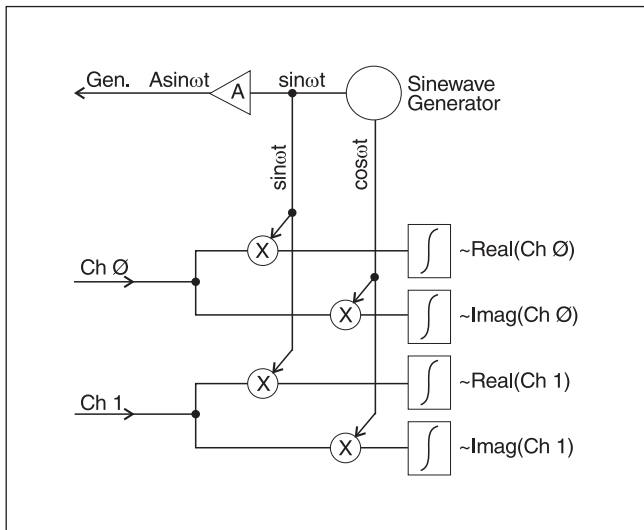 Gen. Asinωt A sinωt Sinewave
Generator
sinωt
cosωt
X ~Real(Ch Ø)
Ch Ø
X ~Imag(Ch Ø)
X ~Real(Ch 1)
Ch 1
X ~Imag(Ch 1)